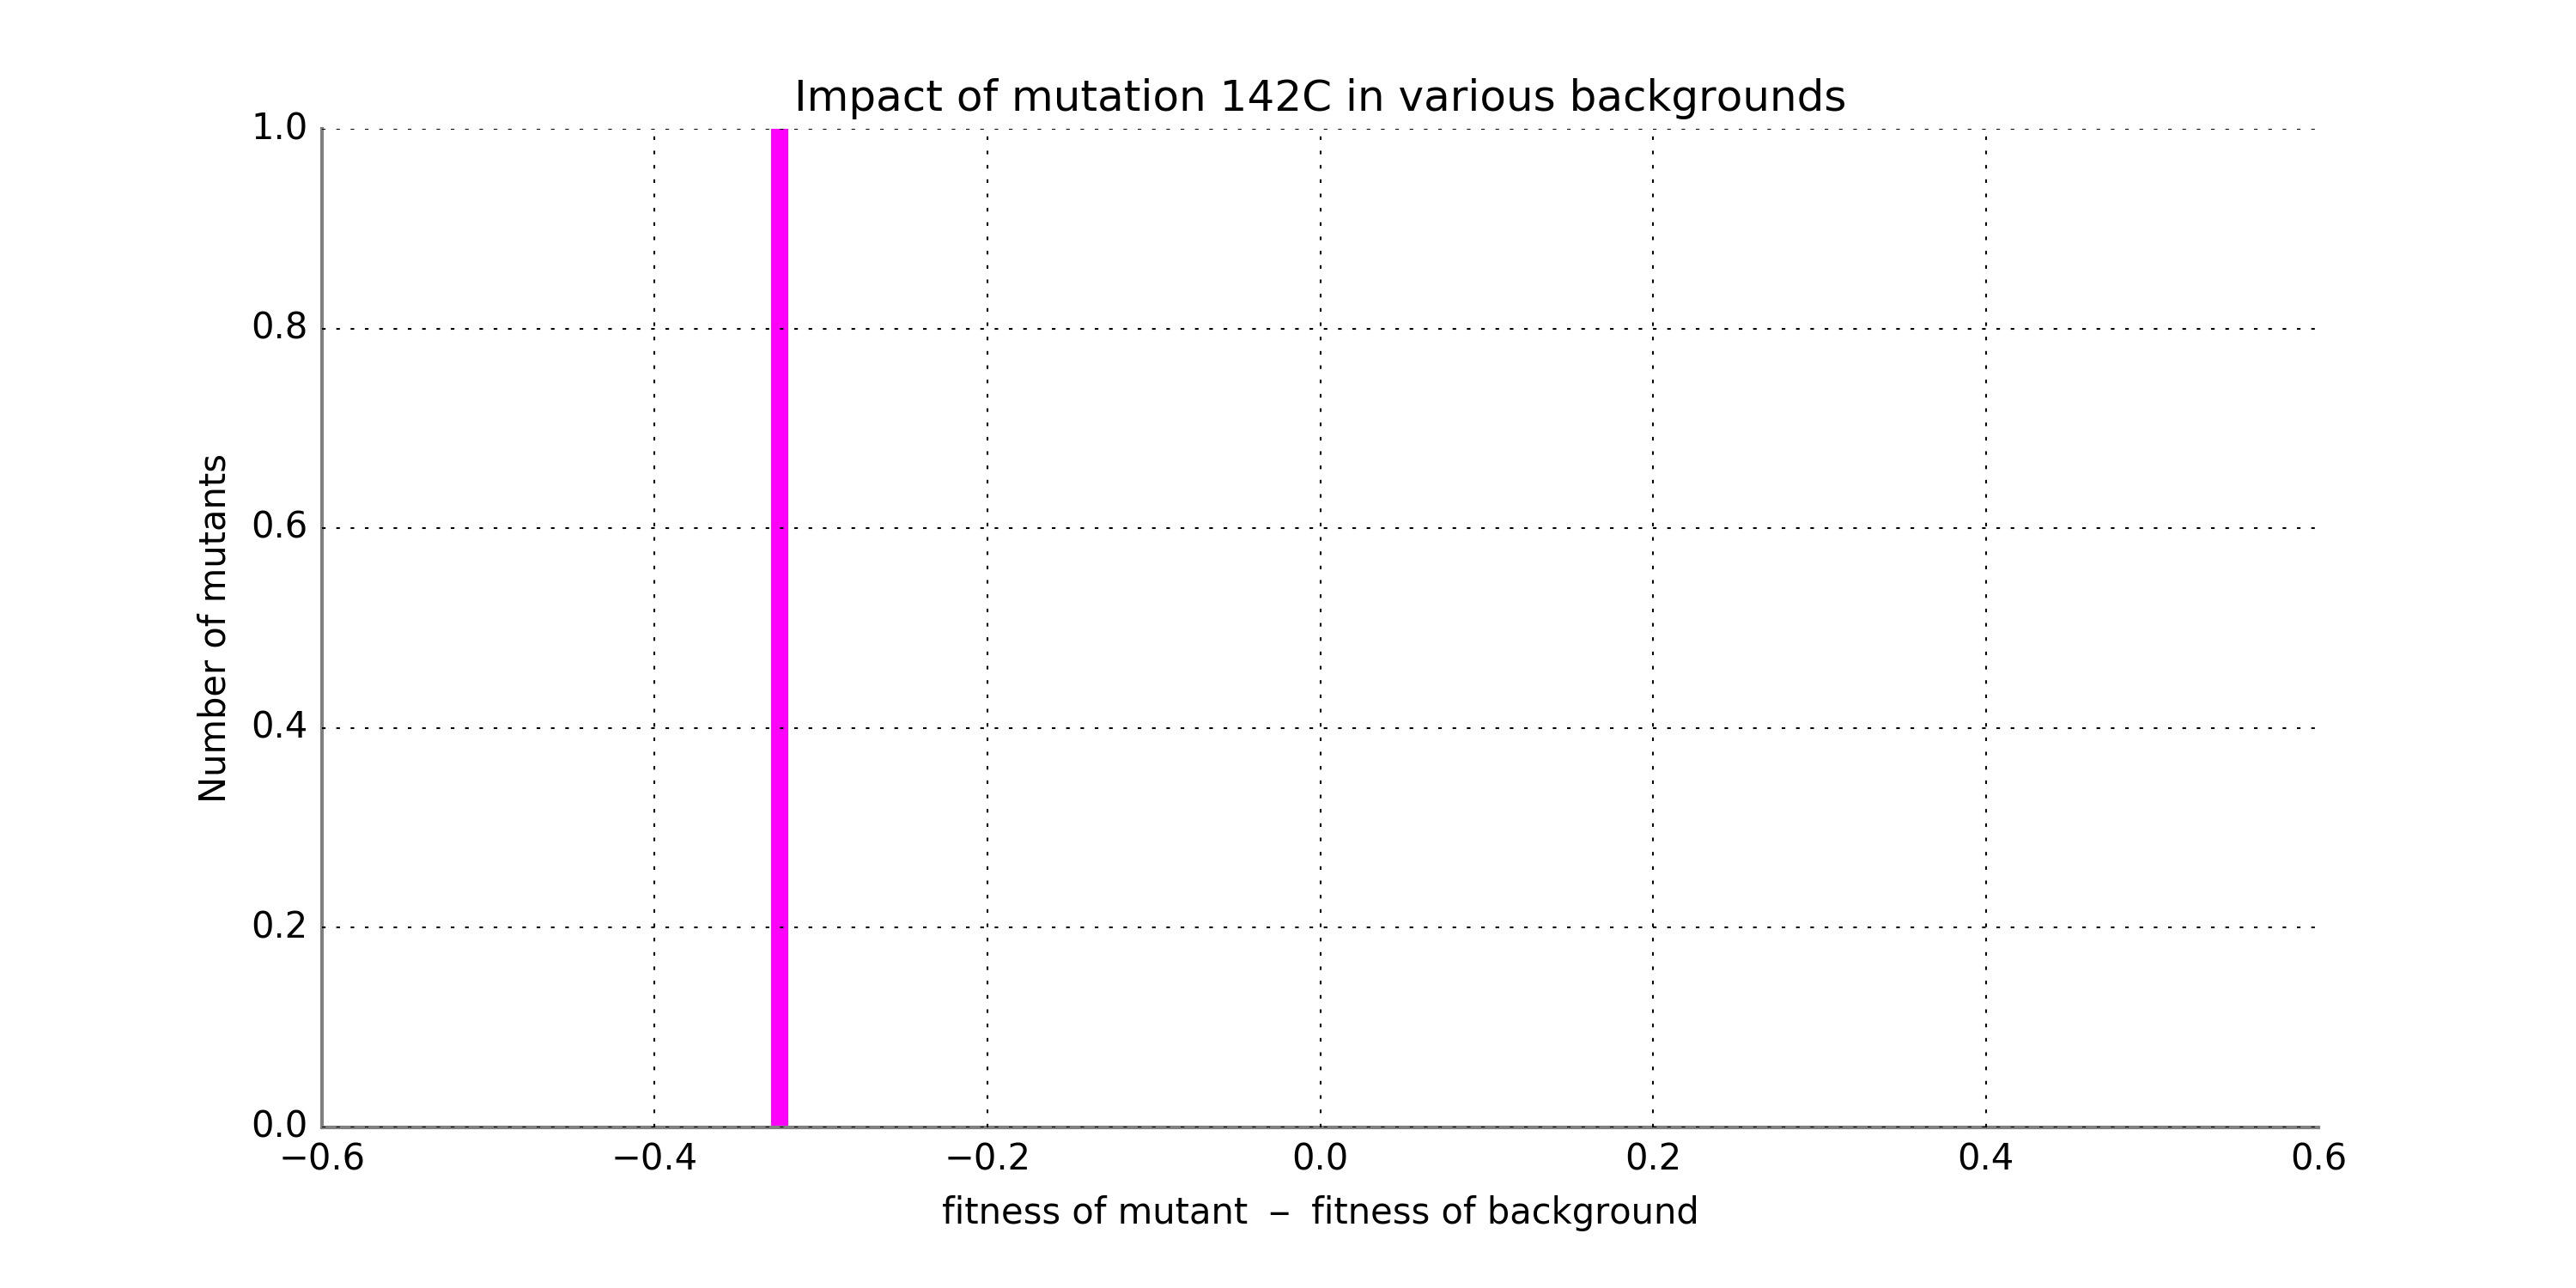 Impact of mutation 142C in various backgrounds
1.0
0.8
0.6
0.4
0.2
0.0
Number of mutants
−0.6 −0.4 −0.2 0.0 0.2 0.4 0.6
fitness of mutant − fitness of background